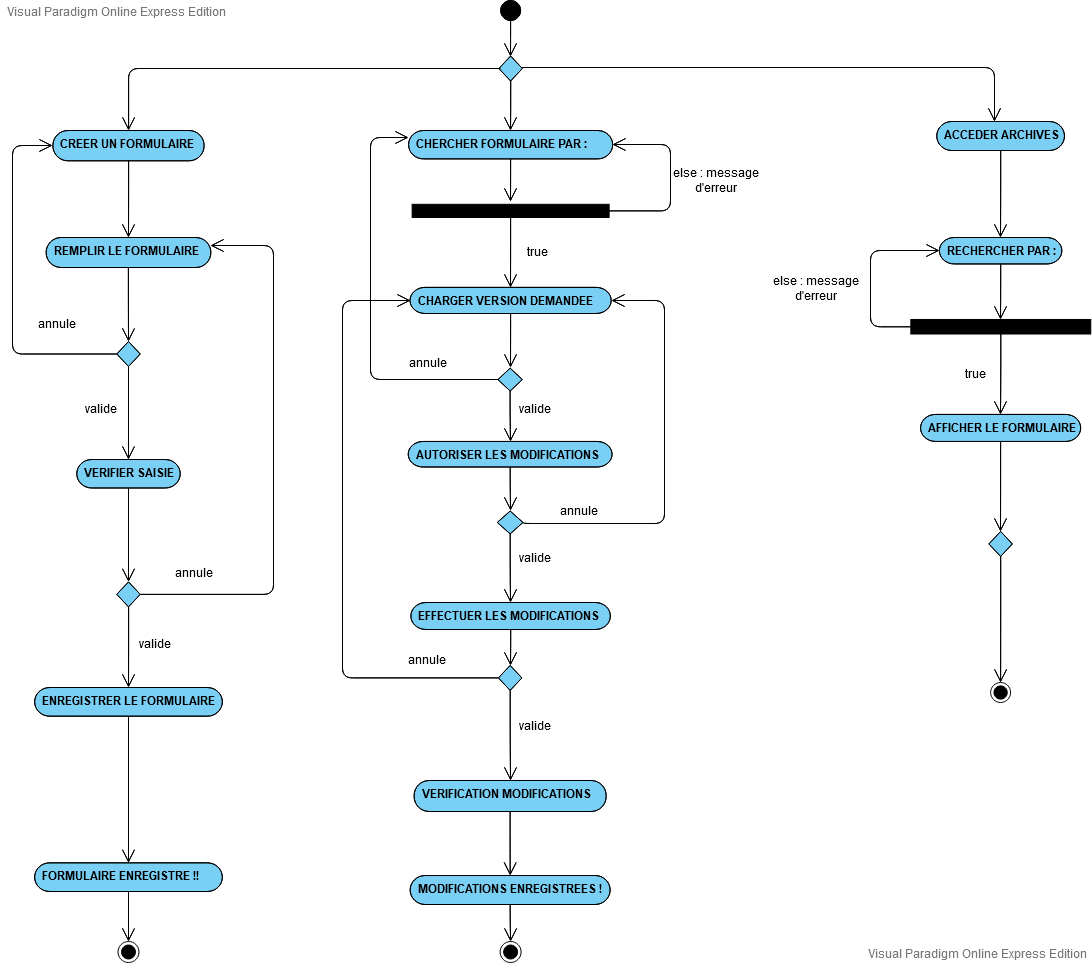 Visual Paradigm Online Express Edition
CREER UN FORMULAIRE
REMPLIR LE FORMULAIRE
annule
valide
VERIFIER SAISIE
annule
valide
ENREGISTRER LE FORMULAIRE
FORMULAIRE ENREGISTRE !!
CHERCHER FORMULAIRE PAR :
else : message
d'erreur
true
CHARGER VERSION DEMANDEE
annule
valide
AUTORISER LES MODIFICATIONS
annule
valide
EFFECTUER LES MODIFICATIONS
annule
valide
VERIFICATION MODIFICATIONS
MODIFICATIONS ENREGISTREES !
ACCEDER ARCHIVES
RECHERCHER PAR :
else : message
d'erreur
true
AFFICHER LE FORMULAIRE
Visual Paradigm Online Express Edition